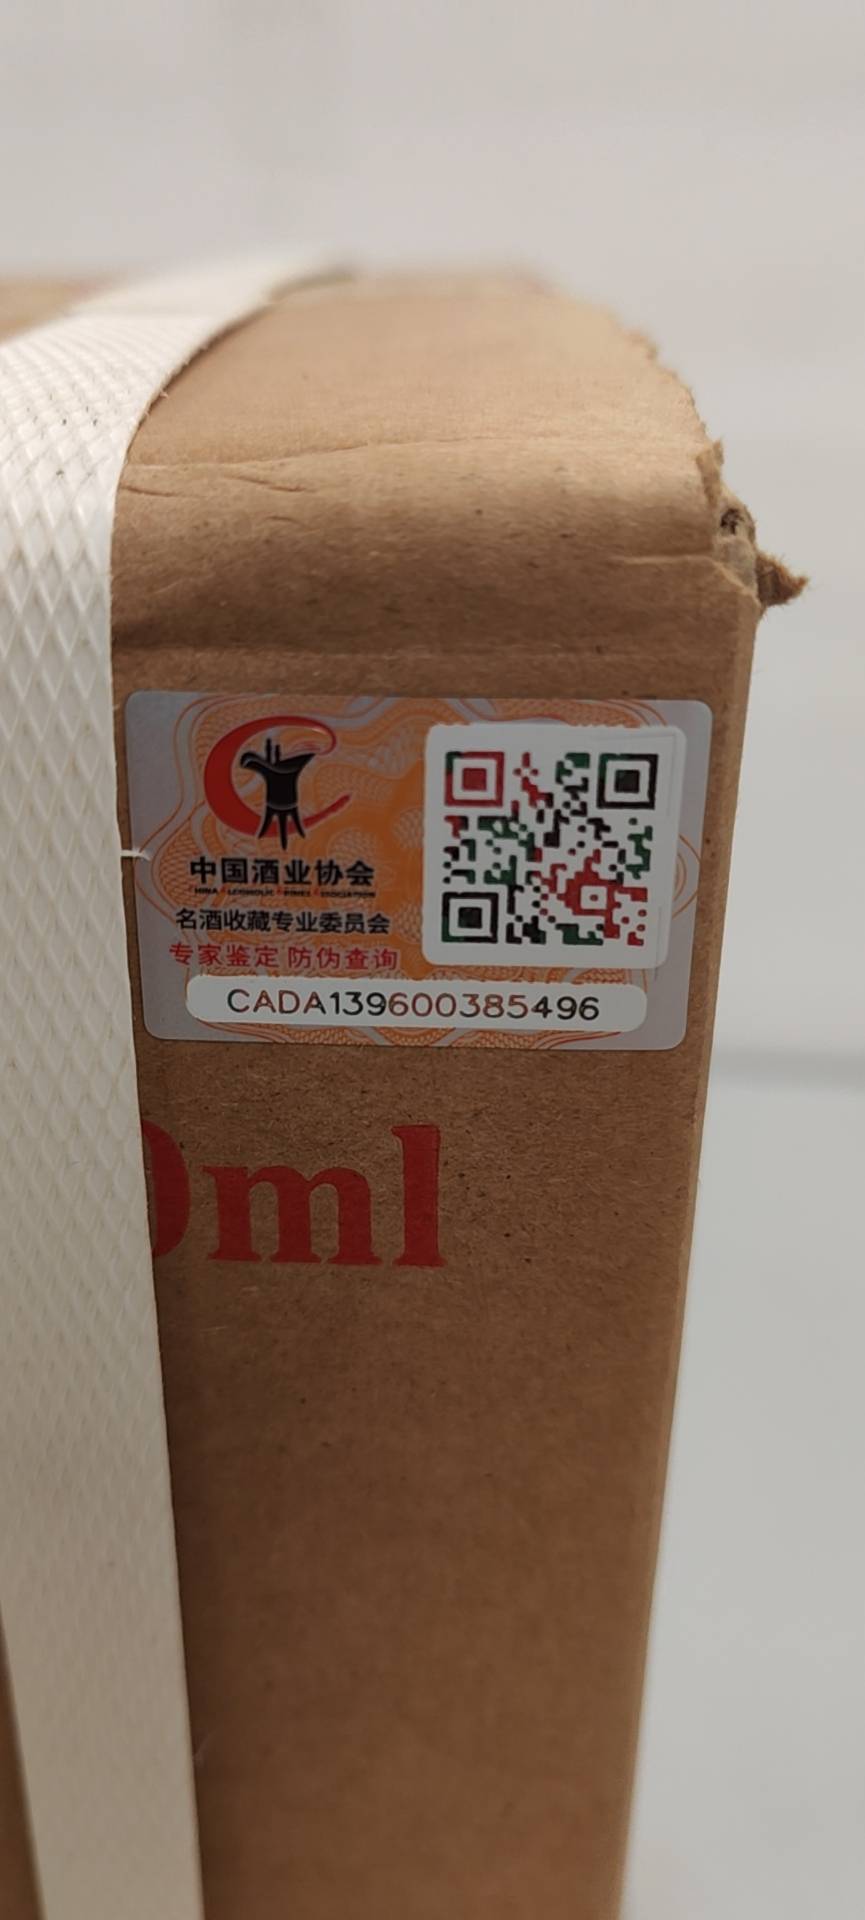 中国酒业协会
名酒收藏专业委员会
专家鉴定 防伪查询
CADA139600385496
0ml